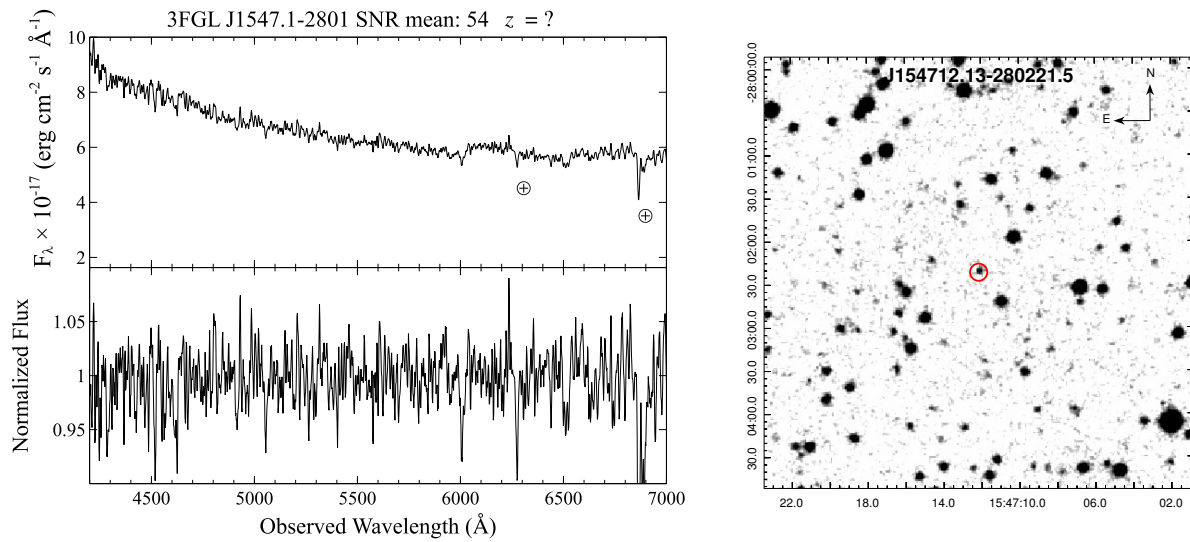 3FGL J1547.1-2801 SNR mean: 54 z = ?
10
8
6
4
2
F_λ × 10⁻¹⁷ (erg cm⁻² s⁻¹ Å⁻¹)
⊕
⊕
1.05
1
0.95
Normalized Flux
4500 5000 5500 6000 6500 7000
Observed Wavelength (Å)
J154712.13-280221.5
N
E
-28:00:00.0
01:00.0
30.0
02:00.0
30.0
03:00.0
30.0
04:00.0
30.0
22.0 18.0 14.0 15:47:10.0 06.0 02.0